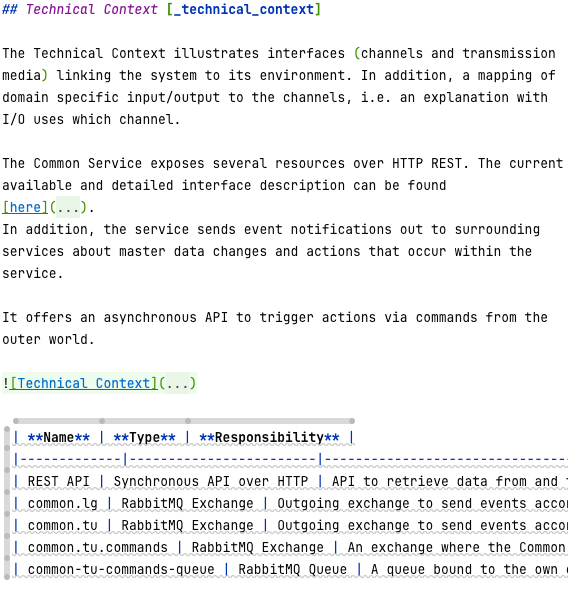 ## Technical Context [_technical_context]
The Technical Context illustrates interfaces (channels and transmission
media) linking the system to its environment. In addition, a mapping of
domain specific input/output to the channels, i.e. an explanation with
I/O uses which channel.
The Common Service exposes several resources over HTTP REST. The current
available and detailed interface description can be found
[here](...).
In addition, the service sends event notifications out to surrounding
services about master data changes and actions that occur within the
service.
It offers an asynchronous API to trigger actions via commands from the
outer world.
![Technical Context](...)
| **Name** | **Type** | **Responsibility** |
|-------------|------------------------|-------------------------------
| REST API | Synchronous API over HTTP | API to retrieve data from and
| common.lg | RabbitMQ Exchange | Outgoing exchange to send events
| common.tu | RabbitMQ Exchange | Outgoing exchange to send events
| common.tu.commands | RabbitMQ Exchange | An exchange where the Common
| common-tu-commands-queue | RabbitMQ Queue | A queue bound to the own